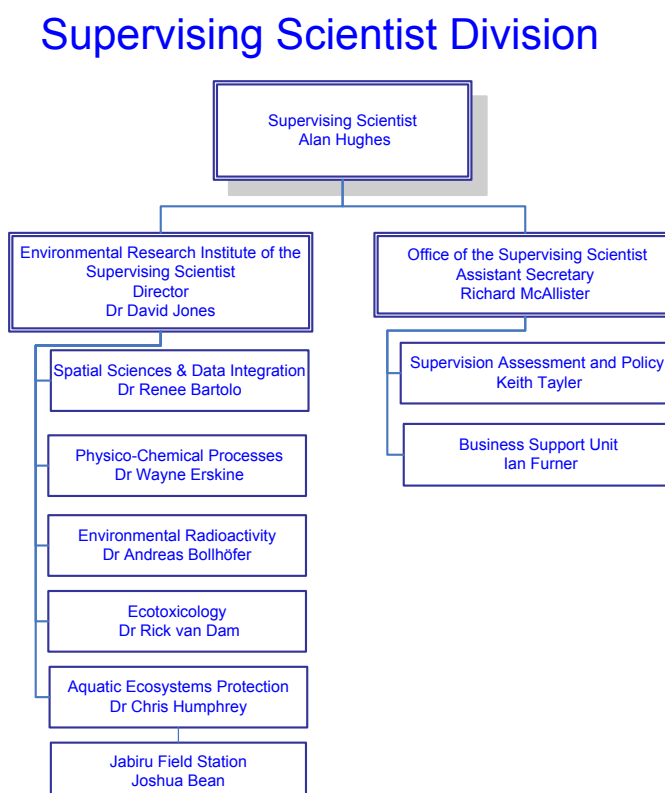 Supervising Scientist Division
Supervising Scientist
Alan Hughes
Environmental Research Institute of the
Supervising Scientist
Director
Dr David Jones
Office of the Supervising Scientist
Assistant Secretary
Richard McAllister
Spatial Sciences & Data Integration
Dr Renee Bartolo
Supervision Assessment and Policy
Keith Tayler
Physico-Chemical Processes
Dr Wayne Erskine
Business Support Unit
Ian Furner
Environmental Radioactivity
Dr Andreas Bollhöfer
Ecotoxicology
Dr Rick van Dam
Aquatic Ecosystems Protection
Dr Chris Humphrey
Jabiru Field Station
Joshua Bean